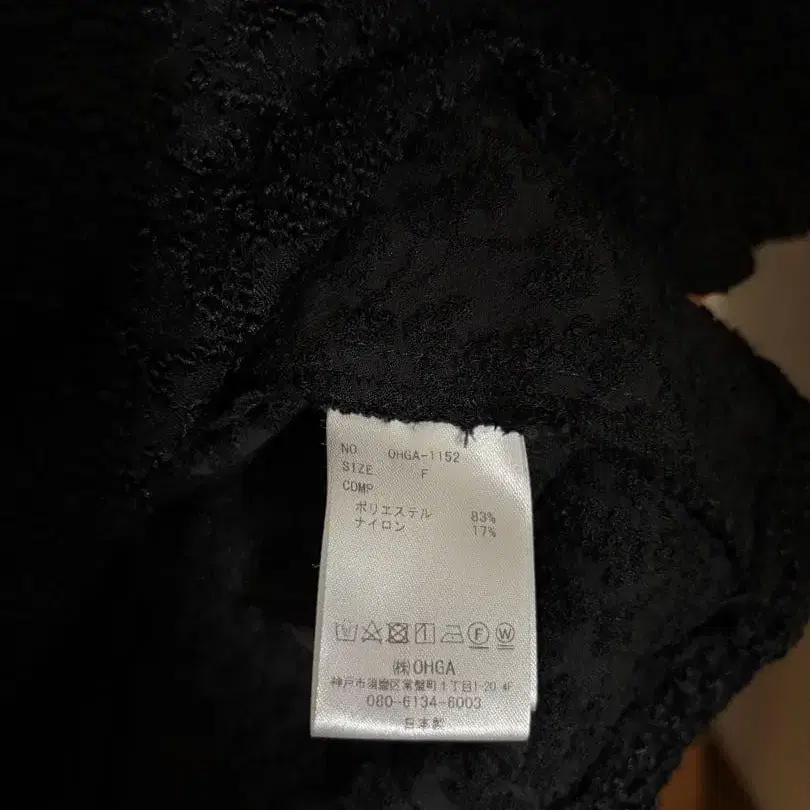 NO OHGA-1152
SIZE F
COMP
ポリエステル 83%
ナイロン 17%
F W
㈱OHGA
神戸市須磨区常盤町1丁目1-20 4F
080-6134-6003
日本製